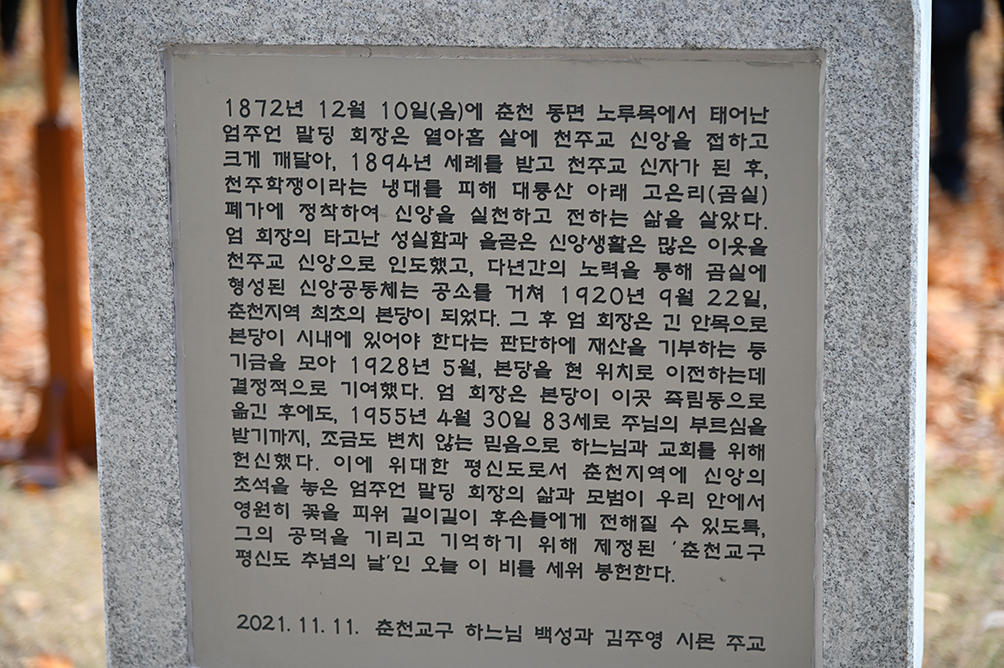 1872년 12월 10일(음)에 춘천 동면 노루목에서 태어난
엄주언 말딩 회장은 열아홉 살에 천주교 신앙을 접하고
크게 깨달아, 1894년 세례를 받고 천주교 신자가 된 후,
천주학쟁이라는 냉대를 피해 대룡산 아래 고은리(곰실)
폐가에 정착하여 신앙을 실천하고 전하는 삶을 살았다.
엄 회장의 타고난 성실함과 올곧은 신앙생활은 많은 이웃을
천주교 신앙으로 인도했고, 다년간의 노력을 통해 곰실에
형성된 신앙공동체는 공소를 거쳐 1920년 9월 22일,
춘천지역 최초의 본당이 되었다. 그 후 엄 회장은 긴 안목으로
본당이 시내에 있어야 한다는 판단하에 재산을 기부하는 등
기금을 모아 1928년 5월, 본당을 현 위치로 이전하는데
결정적으로 기여했다. 엄 회장은 본당이 이곳 죽림동으로
옮긴 후에도, 1955년 4월 30일 83세로 주님의 부르심을
받기까지, 조금도 변치 않는 믿음으로 하느님과 교회를 위해
헌신했다. 이에 위대한 평신도로서 춘천지역에 신앙의
초석을 놓은 엄주언 말딩 회장의 삶과 모범이 우리 안에서
영원히 꽃을 피워 길이길이 후손들에게 전해질 수 있도록,
그의 공덕을 기리고 기억하기 위해 제정된 '춘천교구
평신도 추념의 날'인 오늘 이 비를 세워 봉헌한다.
2021. 11. 11. 춘천교구 하느님 백성과 김주영 시몬 주교